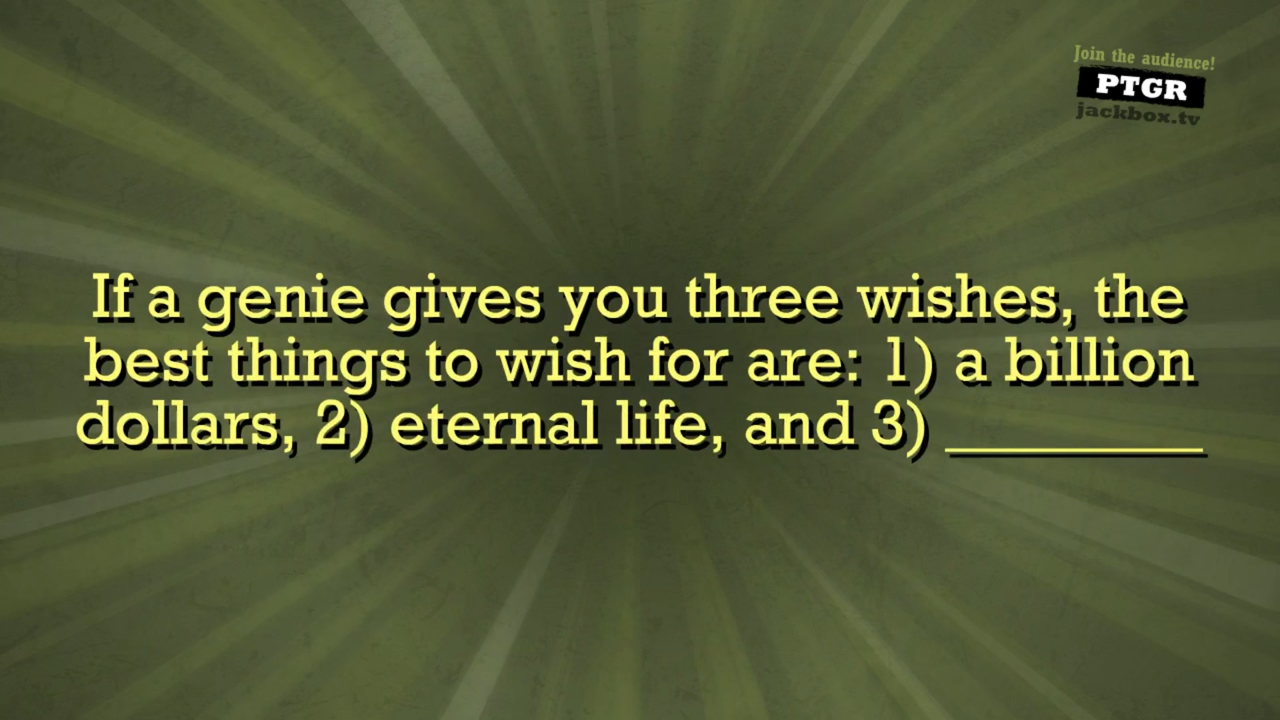 Join the audience!
PTGR
jackbox.tv
If a genie gives you three wishes, the
best things to wish for are: 1) a billion
dollars, 2) eternal life, and 3) ________